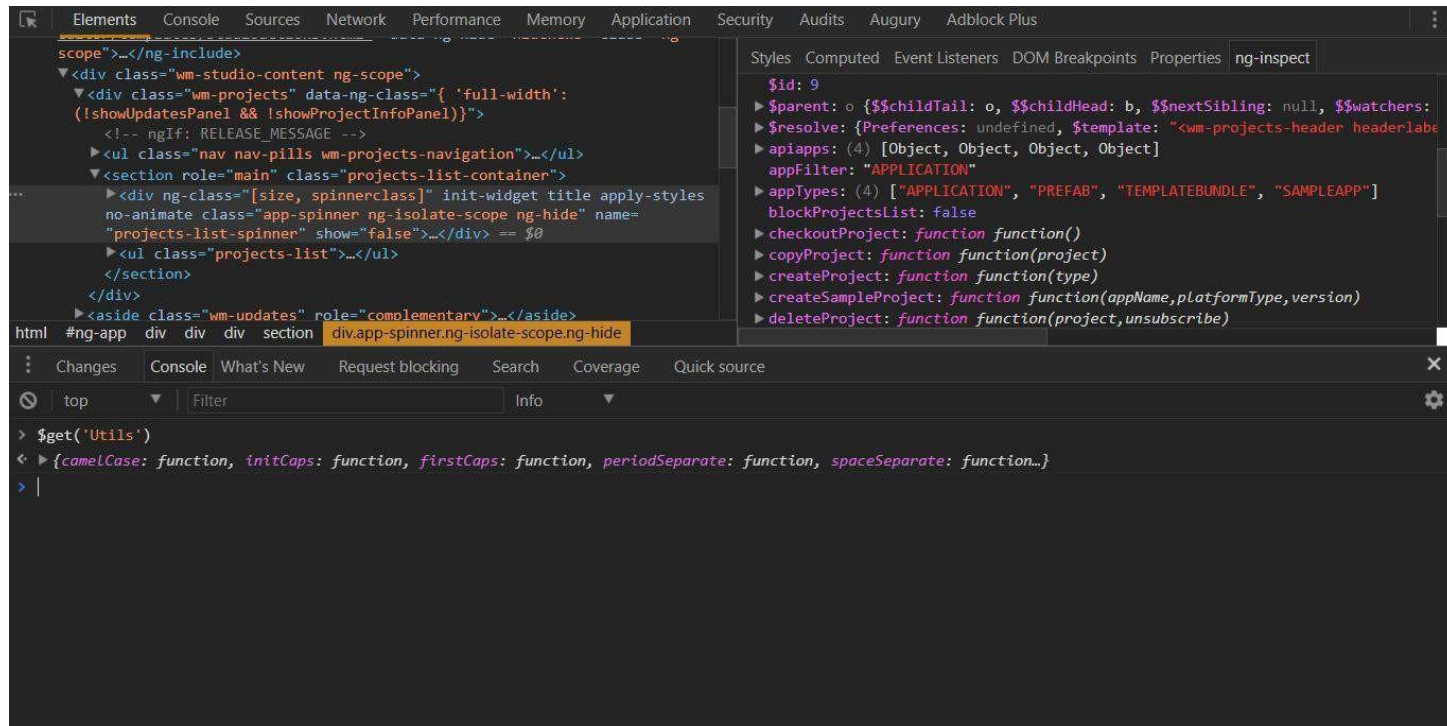 Elements Console Sources Network Performance Memory Application Security Audits Augury Adblock Plus
scope">…</ng-include>
▼<div class="wm-studio-content ng-scope">
▼<div class="wm-projects" data-ng-class="{ 'full-width':
(!showUpdatesPanel && !showProjectInfoPanel)}">
<!-- ngIf: RELEASE_MESSAGE -->
▶<ul class="nav nav-pills wm-projects-navigation">…</ul>
▼<section role="main" class="projects-list-container">
… ▶<div ng-class="[size, spinnerclass]" init-widget title apply-styles
no-animate class="app-spinner ng-isolate-scope ng-hide" name=
"projects-list-spinner" show="false">…</div> == $0
▶<ul class="projects-list">…</ul>
</section>
</div>
▶<aside class="wm-updates" role="complementary">…</aside>
html #ng-app div div div section div.app-spinner.ng-isolate-scope.ng-hide
Styles Computed Event Listeners DOM Breakpoints Properties ng-inspect
$id: 9
▶ $parent: o {$$childTail: o, $$childHead: b, $$nextSibling: null, $$watchers:
▶ $resolve: {Preferences: undefined, $template: "<wm-projects-header headerlabe
▶ apiapps: (4) [Object, Object, Object, Object]
appFilter: "APPLICATION"
▶ appTypes: (4) ["APPLICATION", "PREFAB", "TEMPLATEBUNDLE", "SAMPLEAPP"]
blockProjectsList: false
▶ checkoutProject: function function()
▶ copyProject: function function(project)
▶ createProject: function function(type)
▶ createSampleProject: function function(appName,platformType,version)
▶ deleteProject: function function(project,unsubscribe)
Changes Console What's New Request blocking Search Coverage Quick source
top ▼ Filter Info ▼
> $get('Utils')
▶ {camelCase: function, initCaps: function, firstCaps: function, periodSeparate: function, spaceSeparate: function…}
>